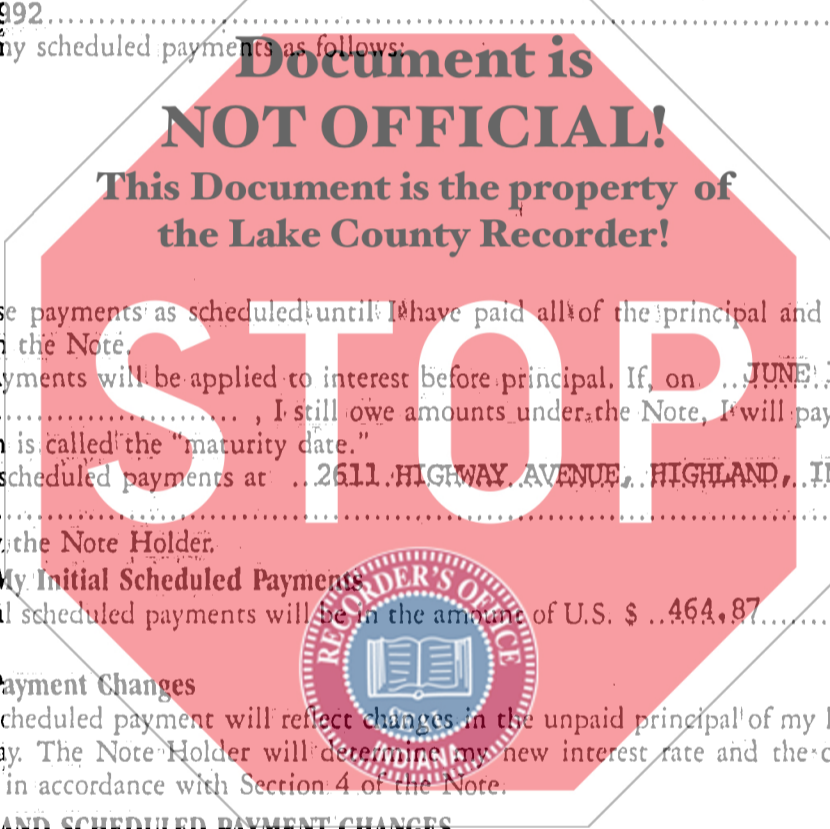 992
my scheduled payments as follows:
Document is
NOT OFFICIAL!
This Document is the property of
the Lake County Recorder!
se payments as scheduled until I have paid all of the principal and
the Note.
yments will be applied to interest before principal. If, on ..JUNE
...................... , I still owe amounts under the Note, I will pay
is called the "maturity date."
scheduled payments at ..2611 HIGHWAY AVENUE, HIGHLAND, I
STOP
the Note Holder.
My Initial Scheduled Payments
l scheduled payments will be in the amount of U.S. $ ..464.87......
RECORDER'S OFFICE
INDIANA
ayment Changes
cheduled payment will reflect changes in the unpaid principal of my
y. The Note Holder will determine my new interest rate and the
in accordance with Section 4 of the Note.
AND SCHEDULED PAYMENT CHANGES